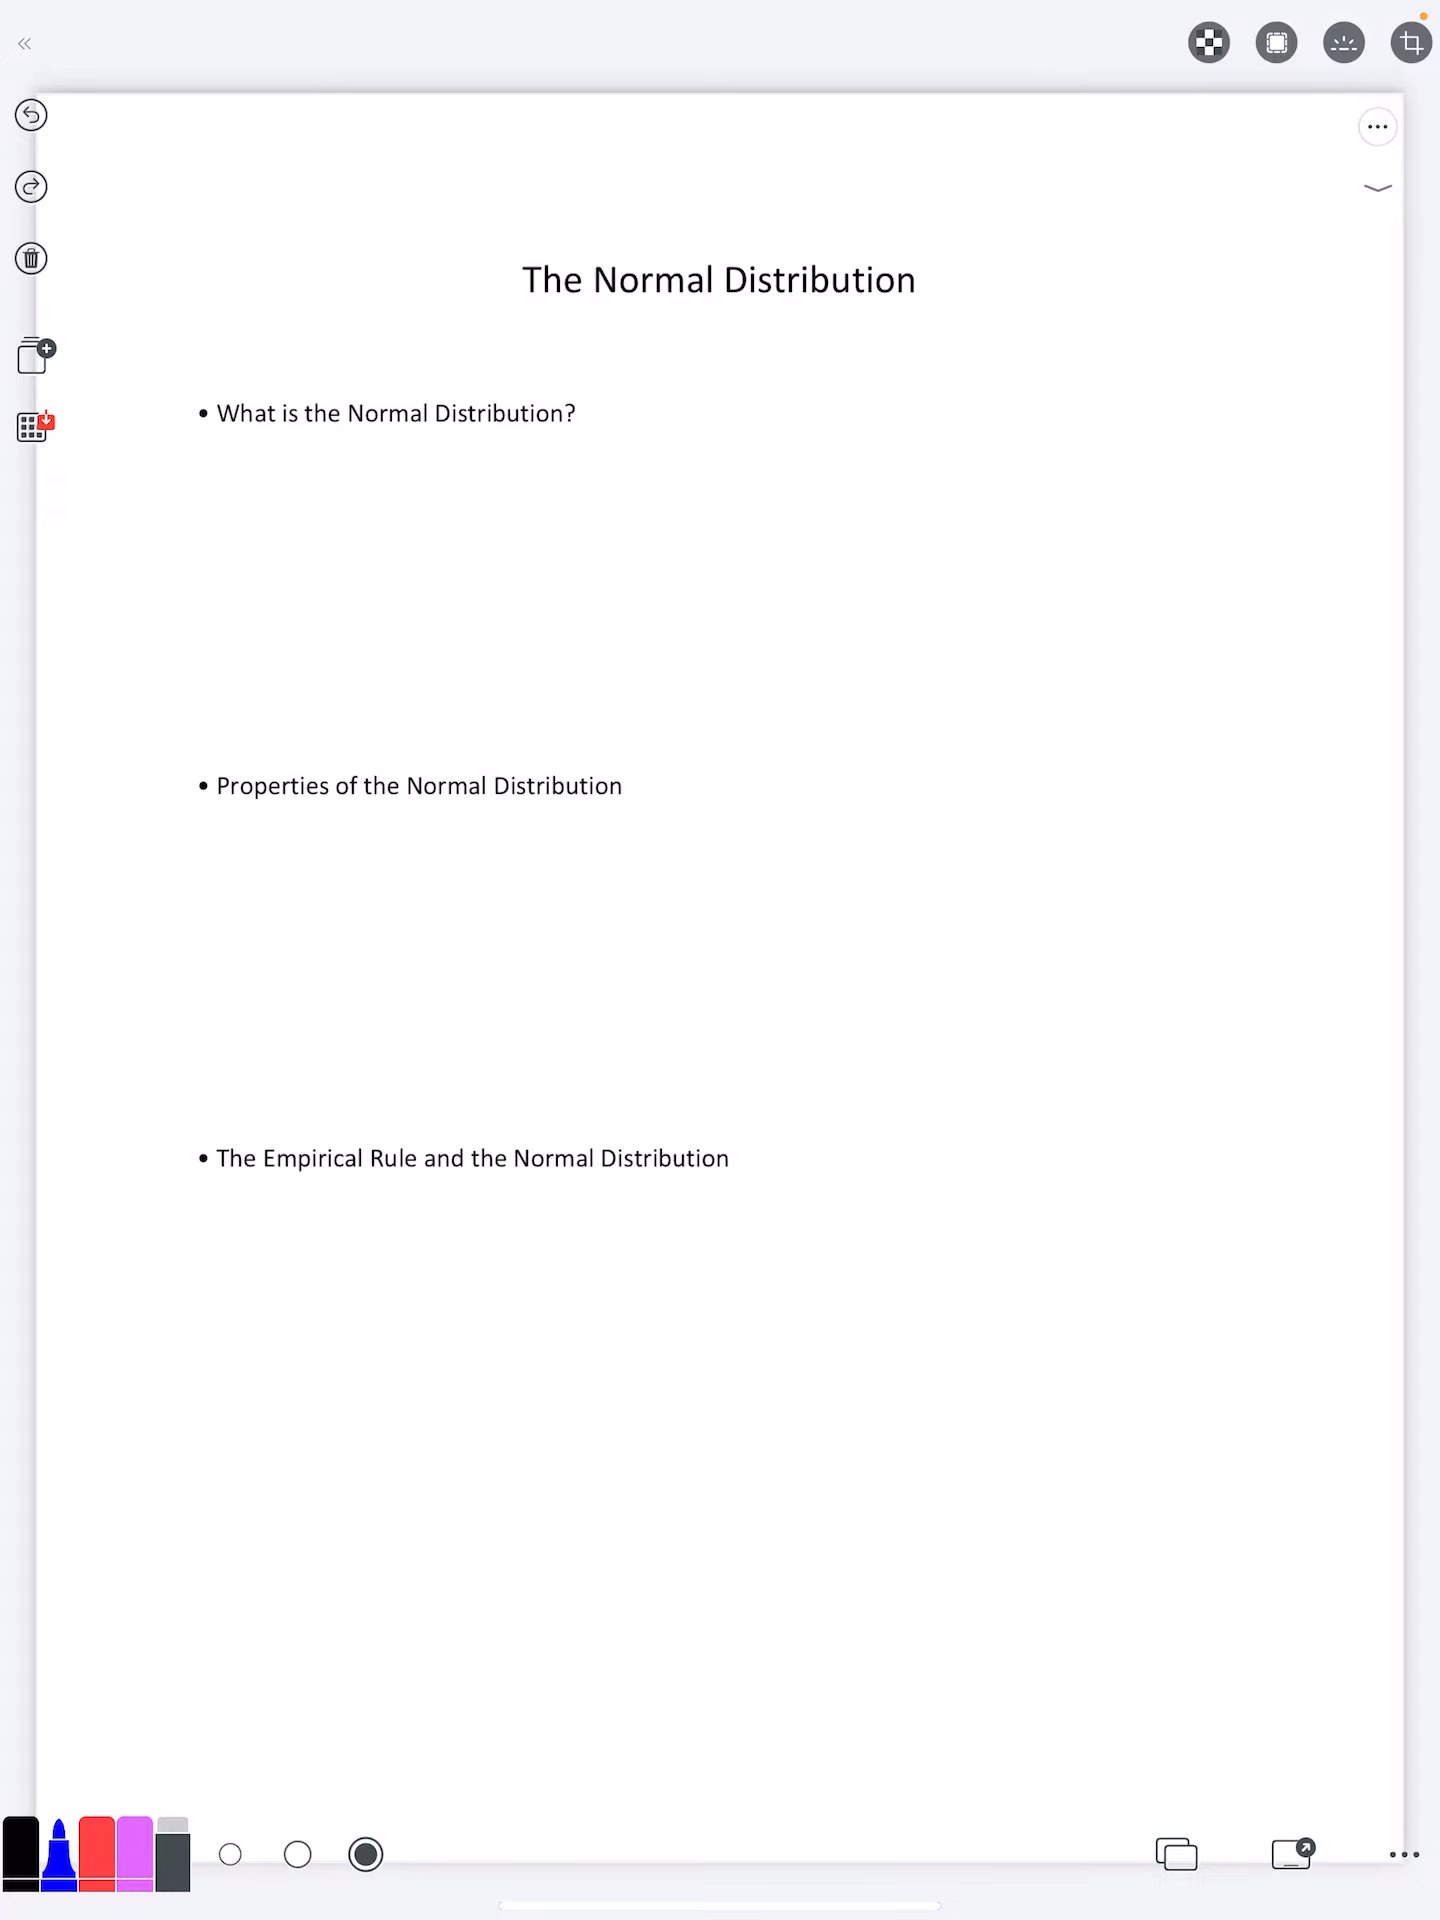 The Normal Distribution
• What is the Normal Distribution?
• Properties of the Normal Distribution
• The Empirical Rule and the Normal Distribution